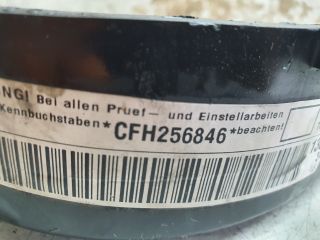 NG! Bei allen Pruef- und Einstellarbeiten
Kennbuchstaben *CFH256846* beachten!